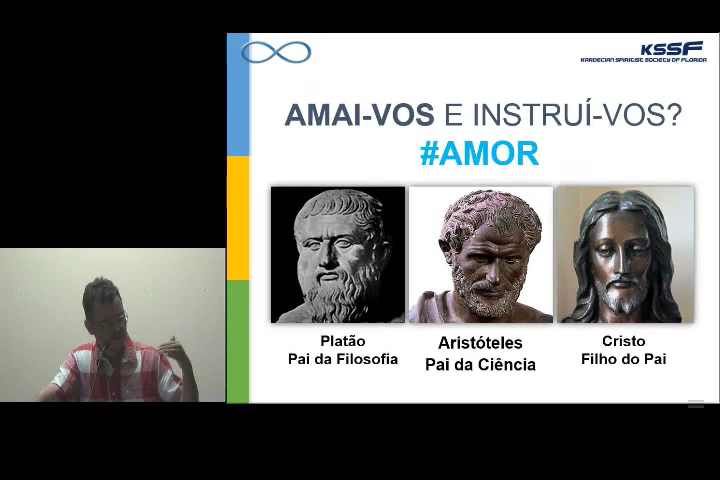 KSSF
KARDECIAN SPIRITIST SOCIETY OF FLORIDA
AMAI-VOS E INSTRUÍ-VOS?
#AMOR
Platão
Pai da Filosofia
Aristóteles
Pai da Ciência
Cristo
Filho do Pai